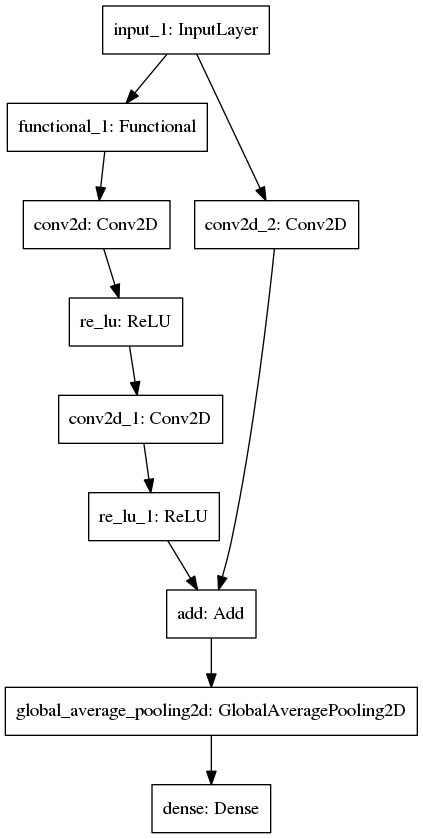 input_1: InputLayer
functional_1: Functional
conv2d: Conv2D
conv2d_2: Conv2D
re_lu: ReLU
conv2d_1: Conv2D
re_lu_1: ReLU
add: Add
global_average_pooling2d: GlobalAveragePooling2D
dense: Dense